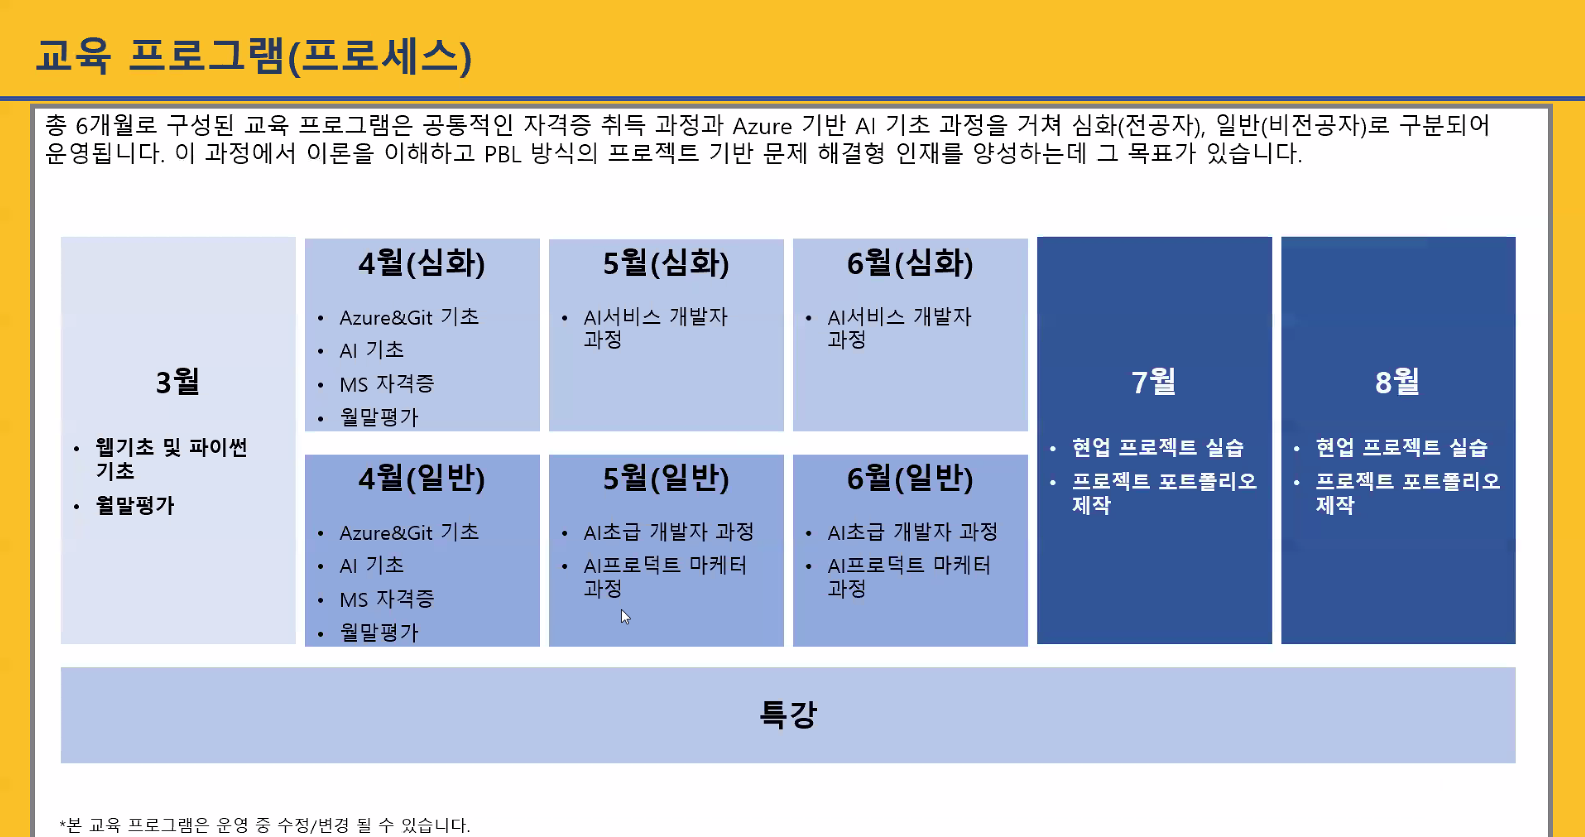 교육 프로그램(프로세스)
총 6개월로 구성된 교육 프로그램은 공통적인 자격증 취득 과정과 Azure 기반 AI 기초 과정을 거쳐 심화(전공자), 일반(비전공자)로 구분되어
운영됩니다. 이 과정에서 이론을 이해하고 PBL 방식의 프로젝트 기반 문제 해결형 인재를 양성하는데 그 목표가 있습니다.
3월
• 웹기초 및 파이썬
기초
• 월말평가
4월(심화)
• Azure&Git 기초
• AI 기초
• MS 자격증
• 월말평가
5월(심화)
• AI서비스 개발자
과정
6월(심화)
• AI서비스 개발자
과정
4월(일반)
• Azure&Git 기초
• AI 기초
• MS 자격증
• 월말평가
5월(일반)
• AI초급 개발자 과정
• AI프로덕트 마케터
과정
6월(일반)
• AI초급 개발자 과정
• AI프로덕트 마케터
과정
7월
• 현업 프로젝트 실습
• 프로젝트 포트폴리오
제작
8월
• 현업 프로젝트 실습
• 프로젝트 포트폴리오
제작
특강
*본 교육 프로그램은 운영 중 수정/변경 될 수 있습니다.